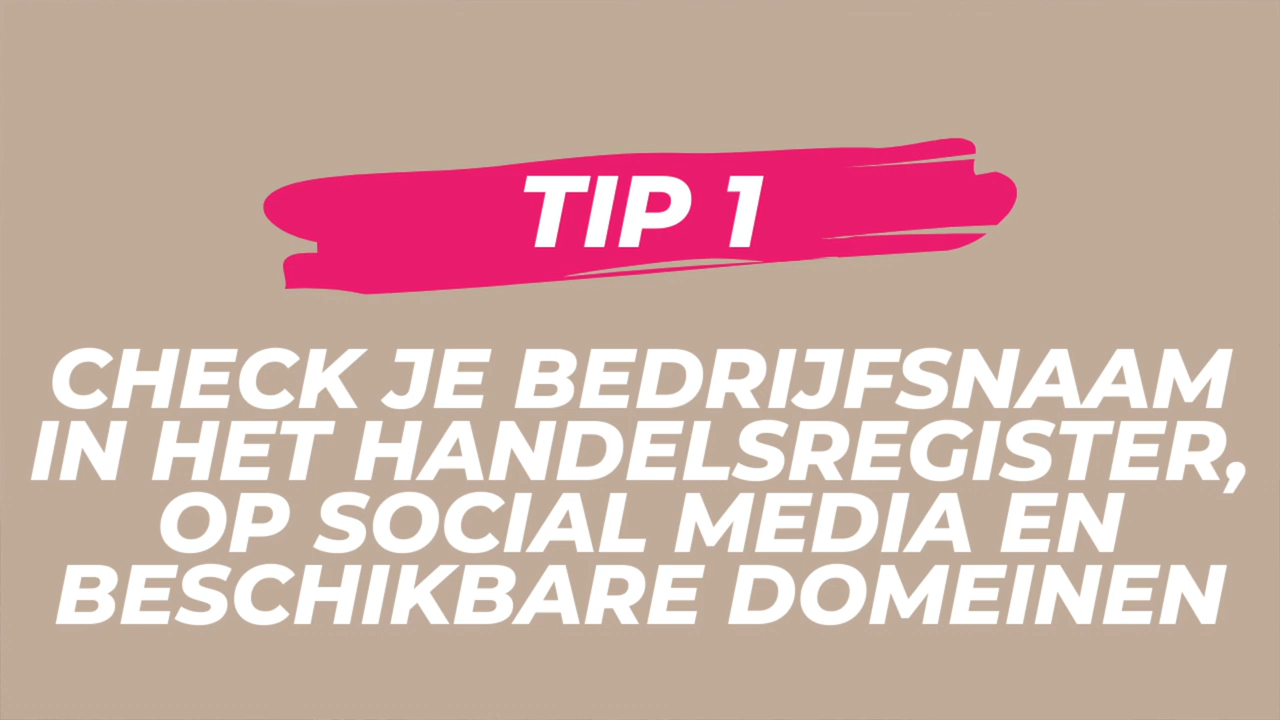 TIP 1
CHECK JE BEDRIJFSNAAM
IN HET HANDELSREGISTER,
OP SOCIAL MEDIA EN
BESCHIKBARE DOMEINEN